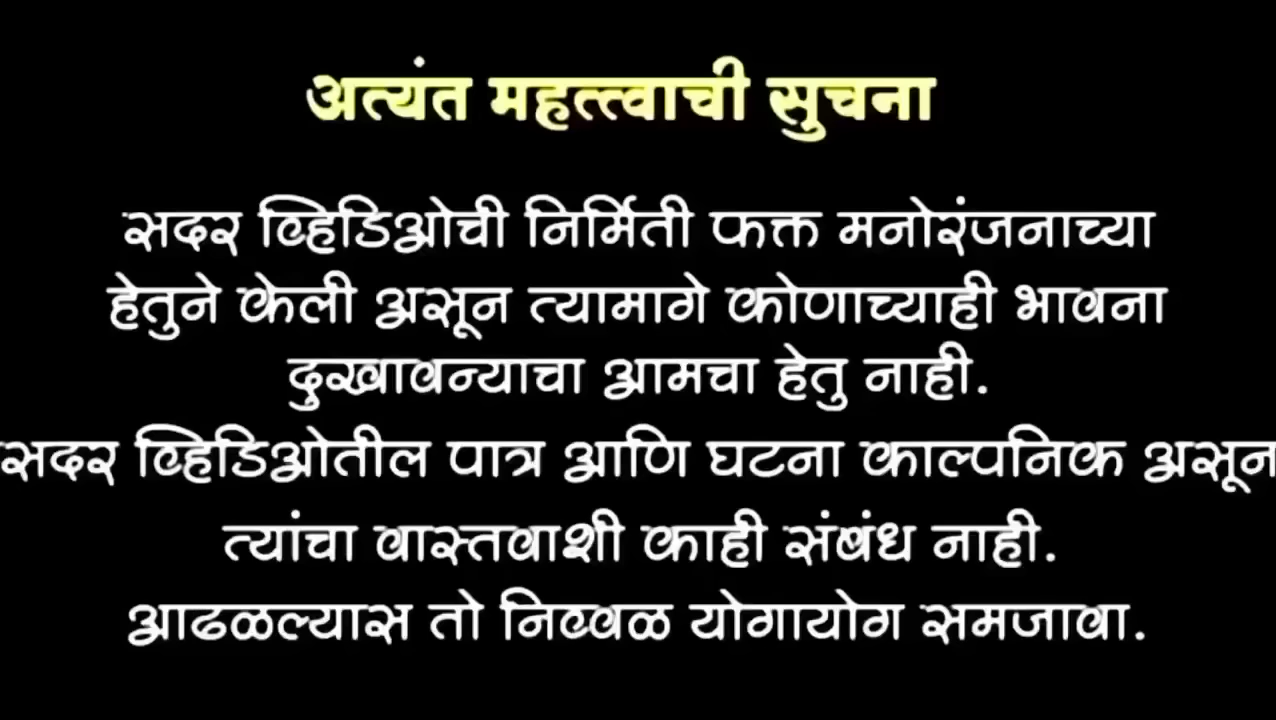 अत्यंत महत्त्वाची सुचना
सदर व्हिडिओची निर्मिती फक्त मनोरंजनाच्या
हेतुने केली असून त्यामागे कोणाच्याही भावना
दुखावन्याचा आमचा हेतु नाही.
सदर व्हिडिओतील पात्र आणि घटना काल्पनिक असून
त्यांचा वास्तवाशी काही संबंध नाही.
आढळल्यास तो निव्वळ योगायोग समजावा.